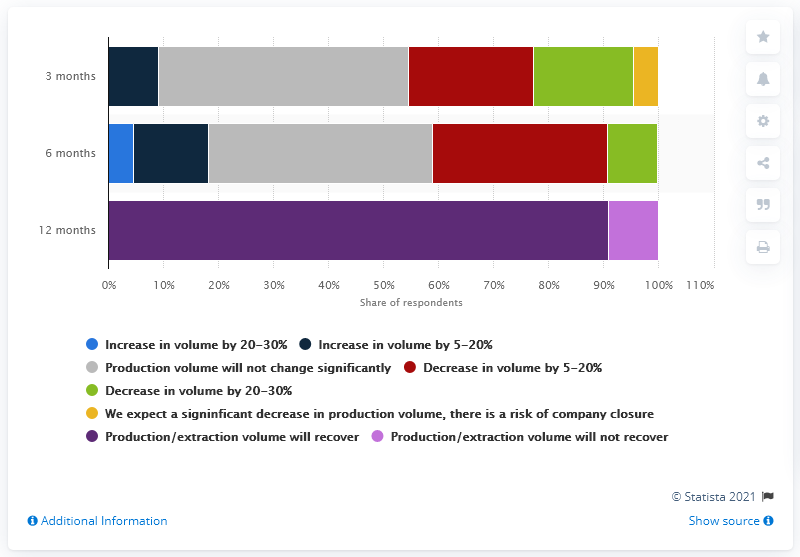 3 months
6 months
12 months
0% 10% 20% 30% 40% 50% 60% 70% 80% 90% 100% 110%
Share of respondents
Increase in volume by 20-30% Increase in volume by 5-20%
Production volume will not change significantly Decrease in volume by 5-20%
Decrease in volume by 20-30%
We expect a signinficant decrease in production volume, there is a risk of company closure
Production/extraction volume will recover Production/extraction volume will not recover
© Statista 2021
Additional Information Show source